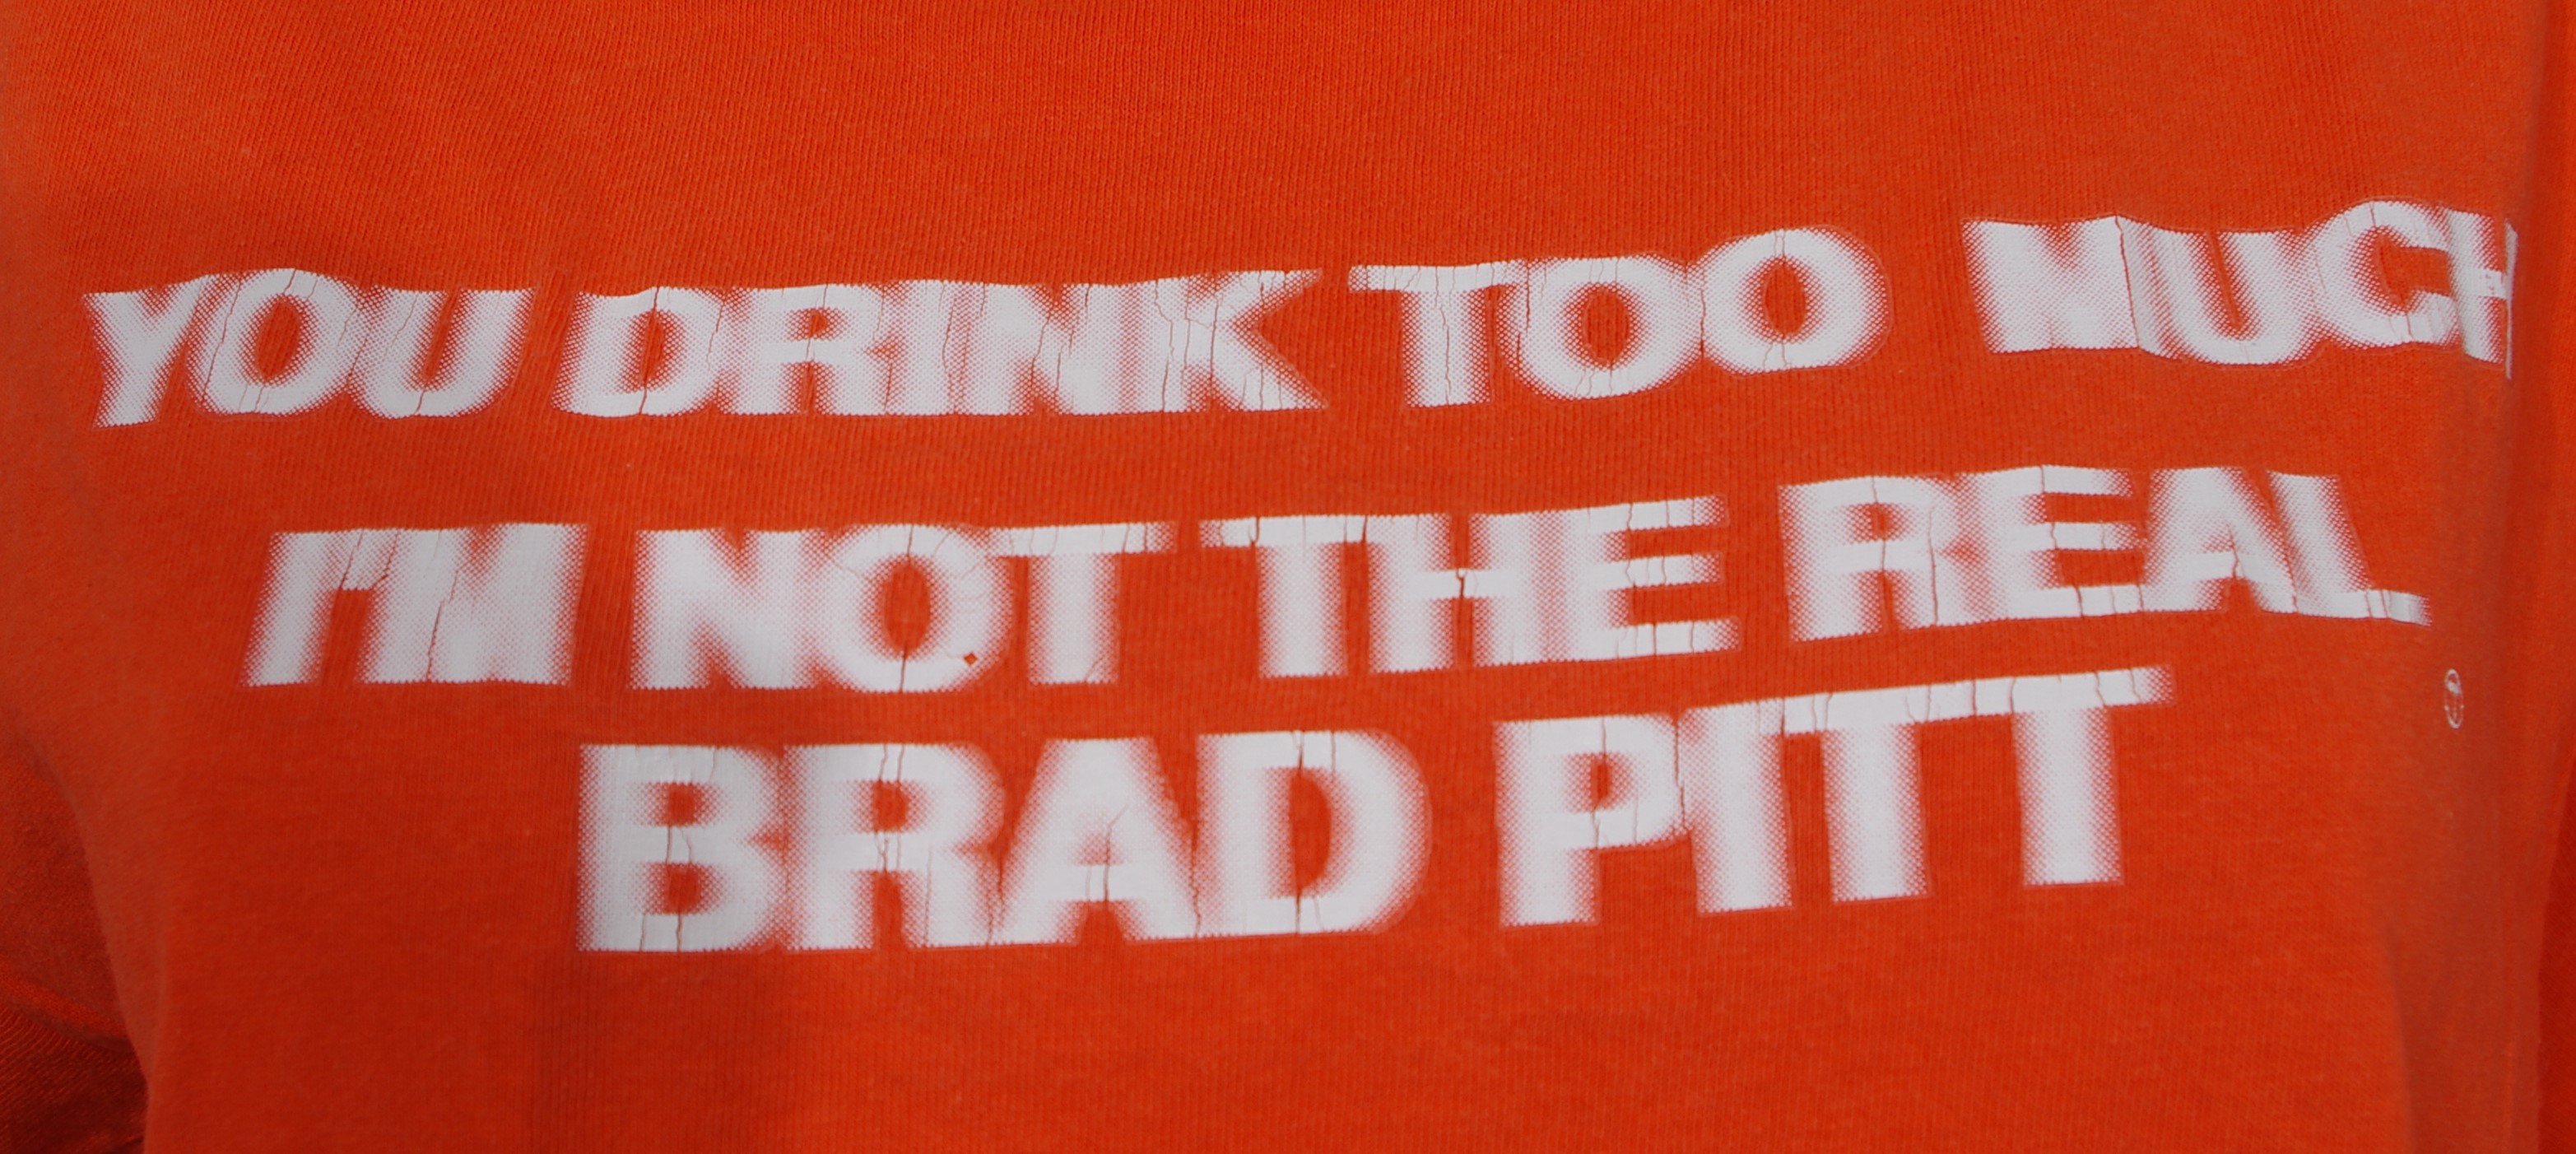 YOU DRINK TOO MUCH
I'M NOT THE REAL
BRAD PITT